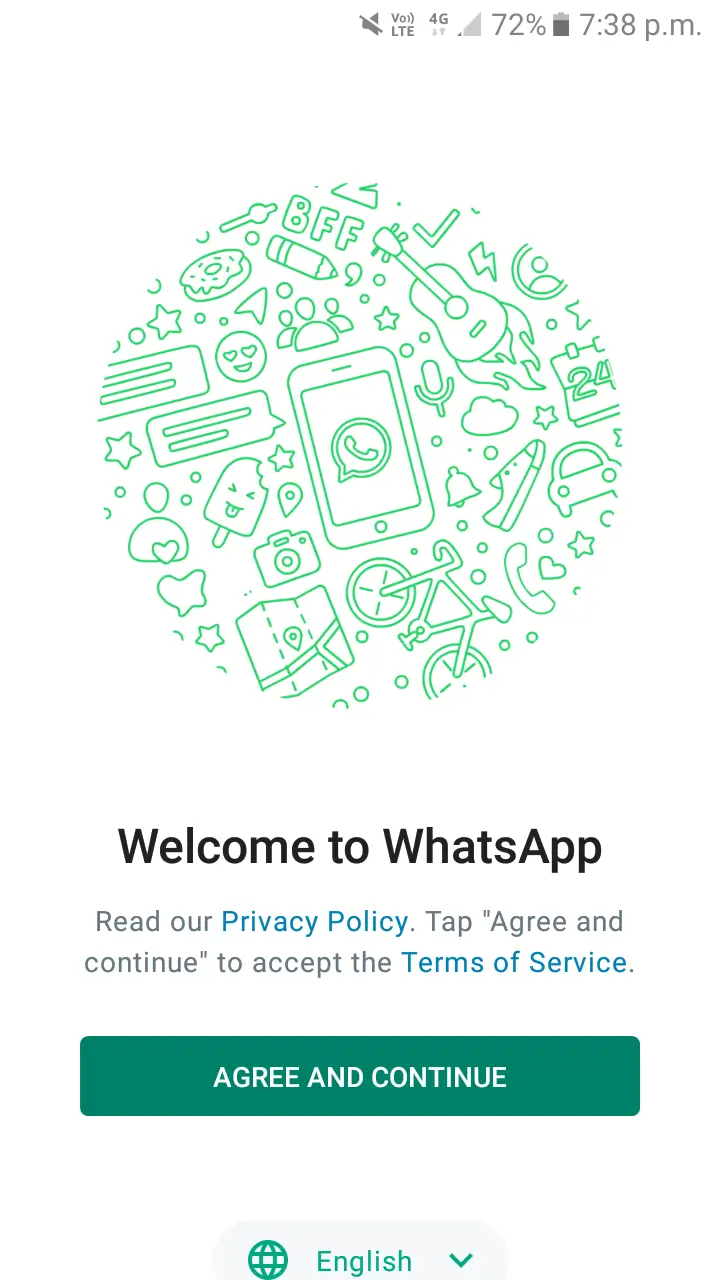 Vo)) LTE 4G 72% 7:38 p.m.
BFF
24
Welcome to WhatsApp
Read our Privacy Policy. Tap "Agree and
continue" to accept the Terms of Service.
AGREE AND CONTINUE
English